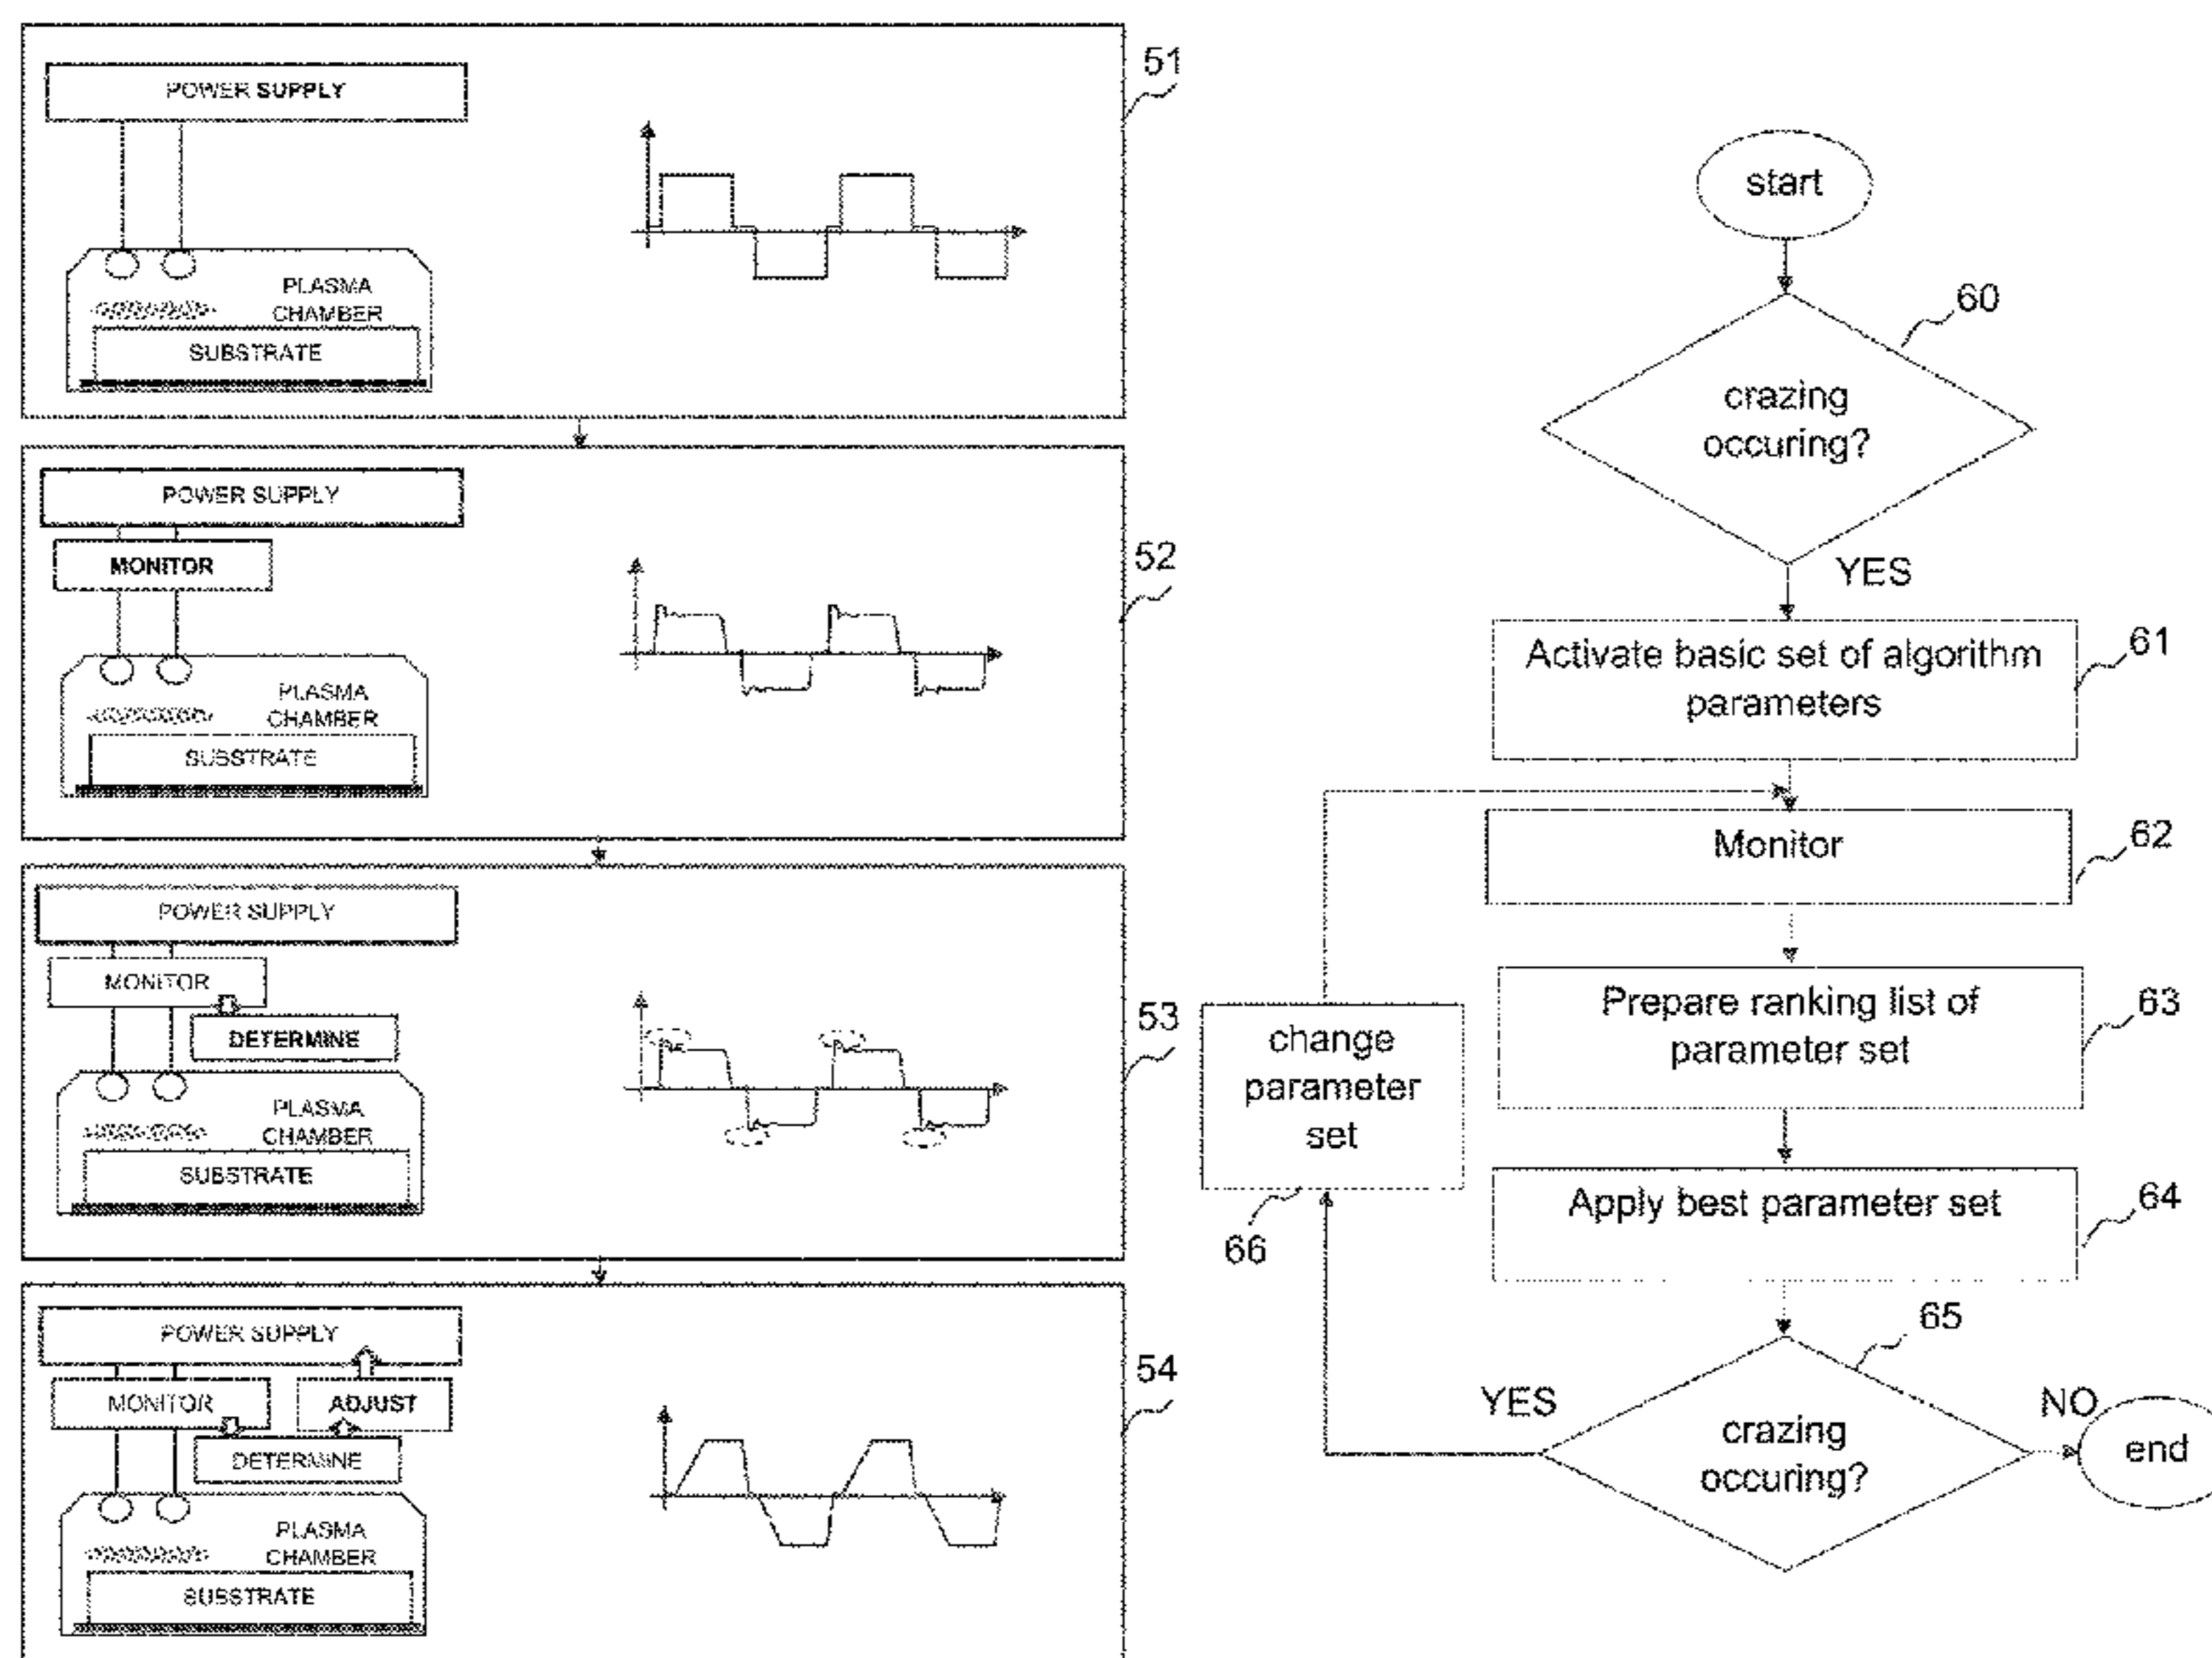 POWER SUPPLY
PLASMA
CHAMBER
SUBSTRATE
51
POWER SUPPLY
MONITOR
PLASMA
CHAMBER
SUBSTRATE
52
POWER SUPPLY
MONITOR
DETERMINE
PLASMA
CHAMBER
SUBSTRATE
53
POWER SUPPLY
MONITOR
ADJUST
DETERMINE
PLASMA
CHAMBER
SUBSTRATE
54
start
60
crazing
occuring?
YES
Activate basic set of algorithm
parameters
61
Monitor
62
Prepare ranking list of
parameter set
63
change
parameter
set
66
Apply best parameter set
64
65
YES
crazing
occuring?
NO
end